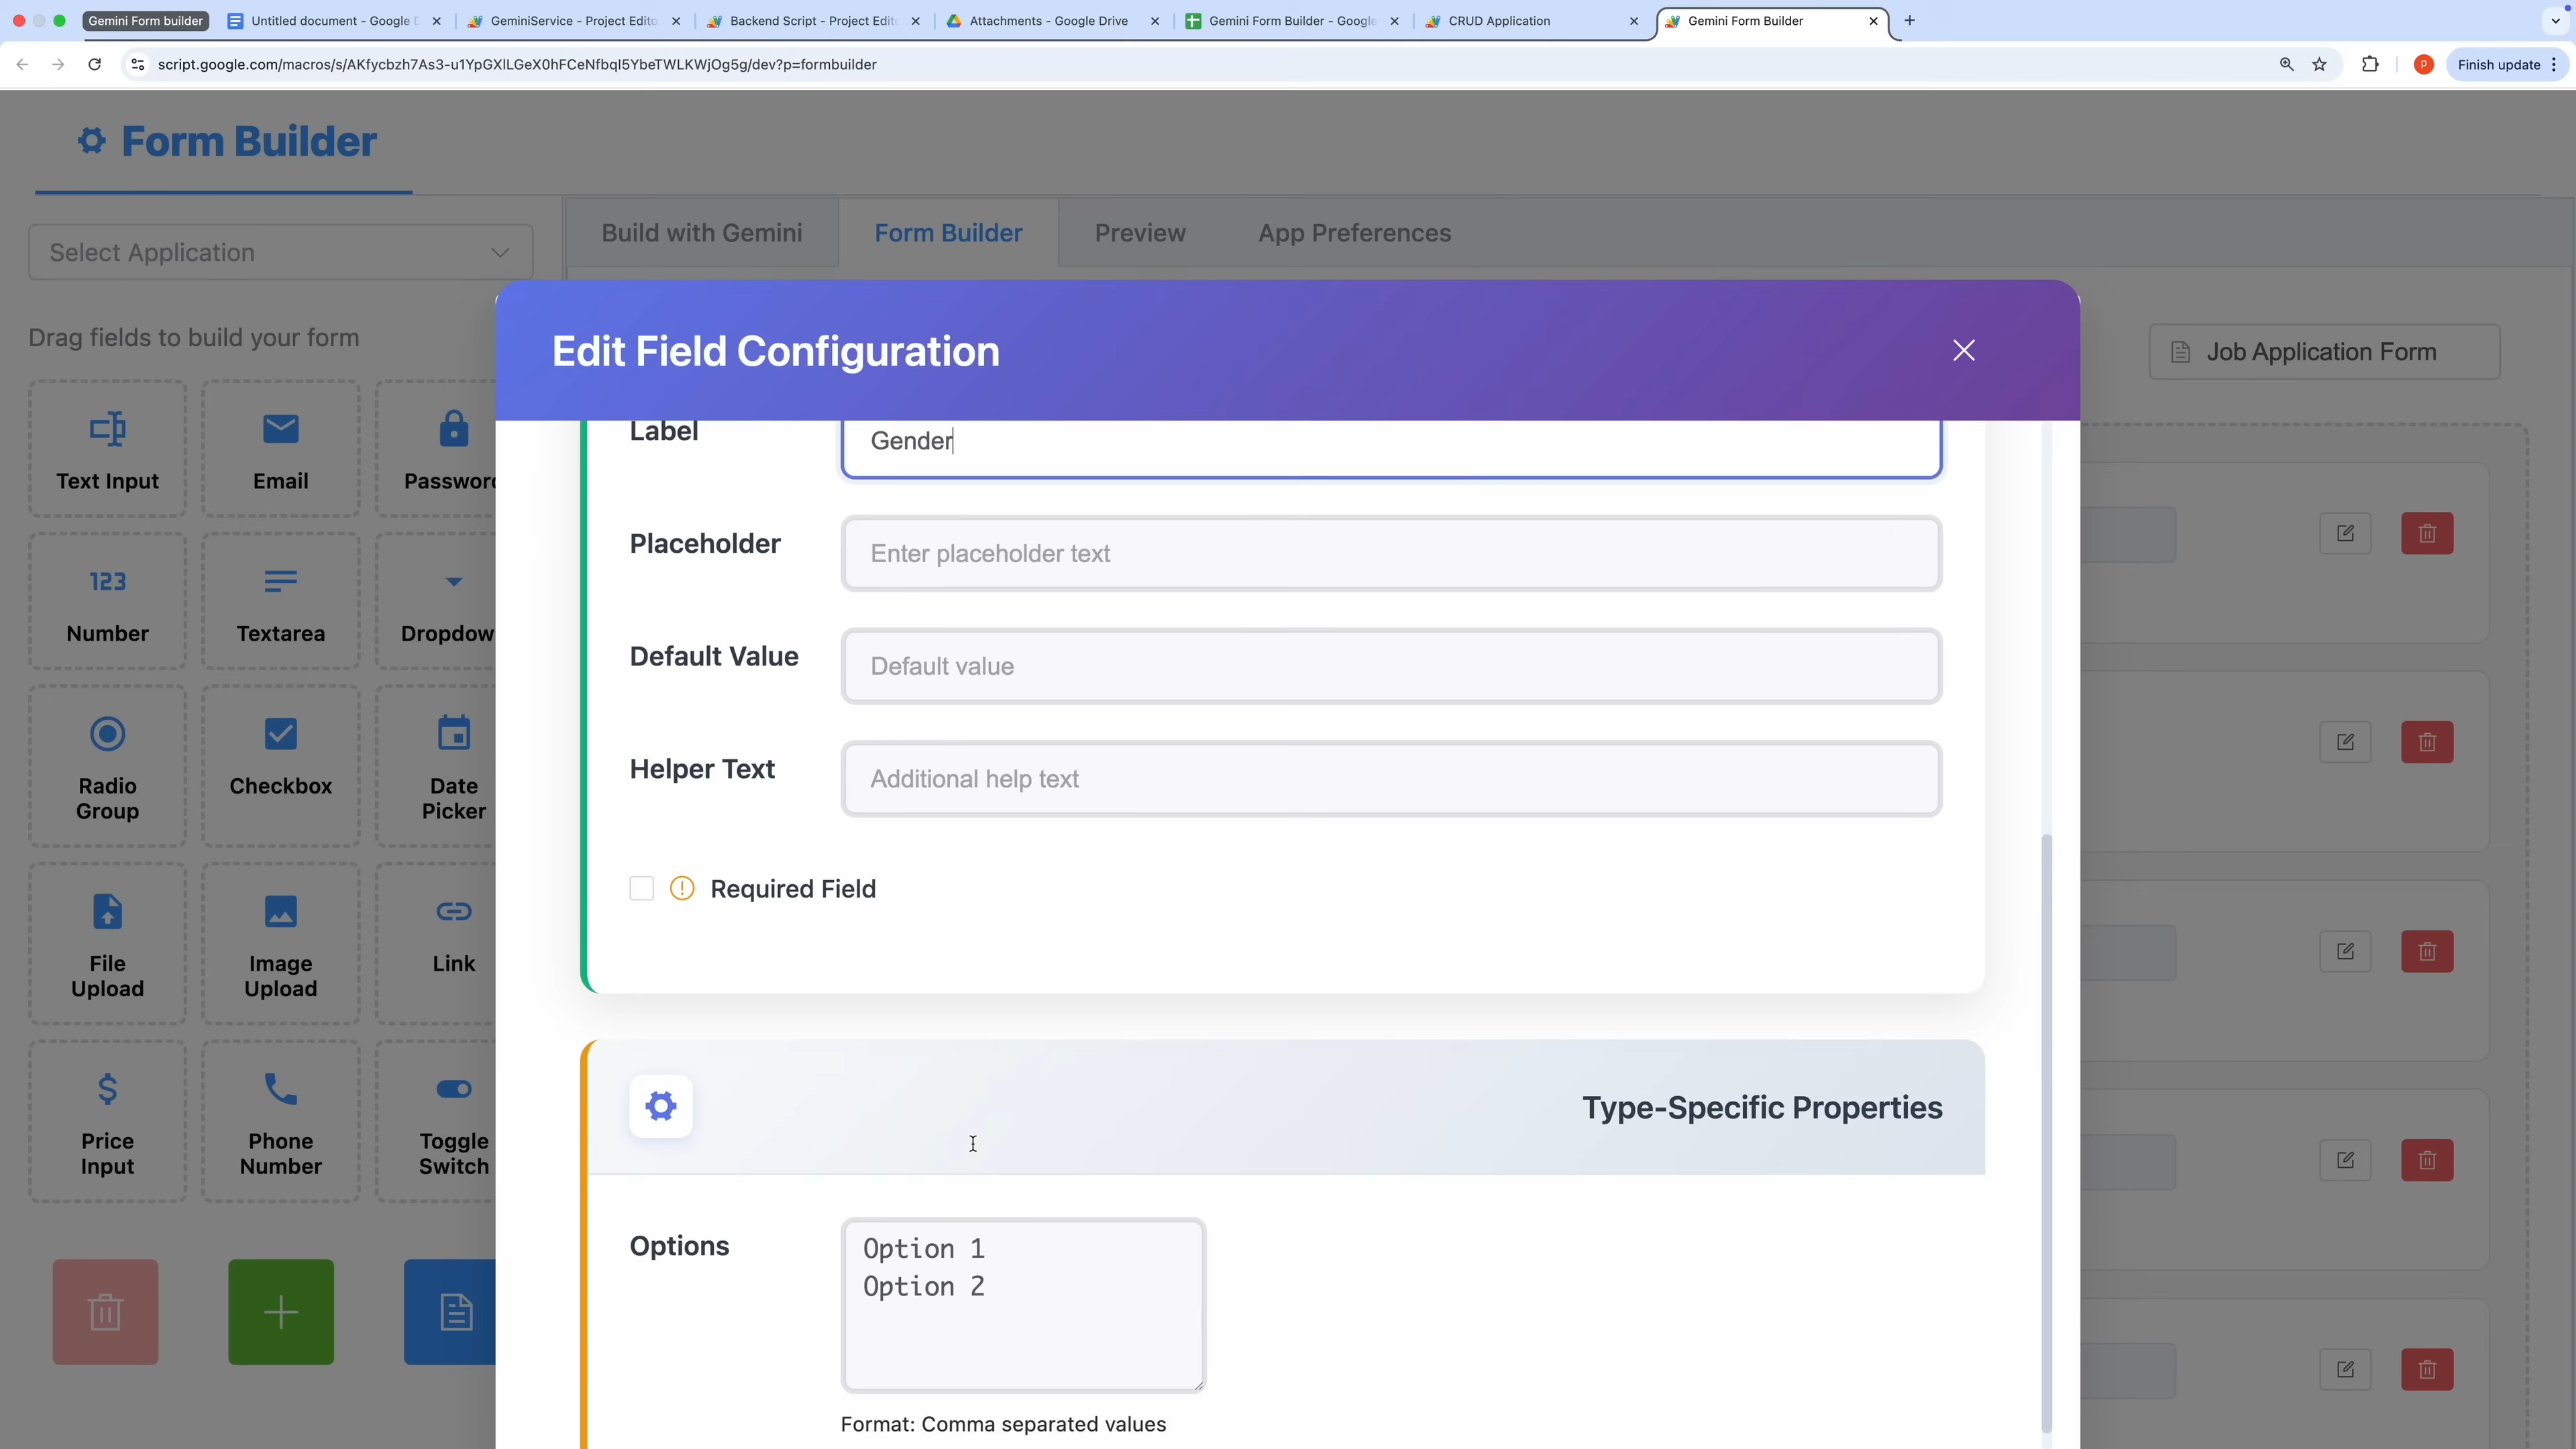 Gemini Form builder
Untitled document - Google D
GeminiService - Project Edito
Backend Script - Project Edito
Attachments - Google Drive
Gemini Form Builder - Google
CRUD Application
Gemini Form Builder
script.google.com/macros/s/AKfycbzh7As3-u1YpGXlLGeX0hFCeNfbqI5YbeTWLKWjOg5g/dev?p=formbuilder
P
Finish update
Form Builder
Select Application
Build with Gemini
Form Builder
Preview
App Preferences
Drag fields to build your form
Job Application Form
Text Input
Email
Password
123
Number
Textarea
Dropdow
Radio
Group
Checkbox
Date
Picker
File
Upload
Image
Upload
Link
Price
Input
Phone
Number
Toggle
Switch
Edit Field Configuration
Label
Gender
Placeholder
Enter placeholder text
Default Value
Default value
Helper Text
Additional help text
Required Field
Type-Specific Properties
Options
Option 1
Option 2
Format: Comma separated values